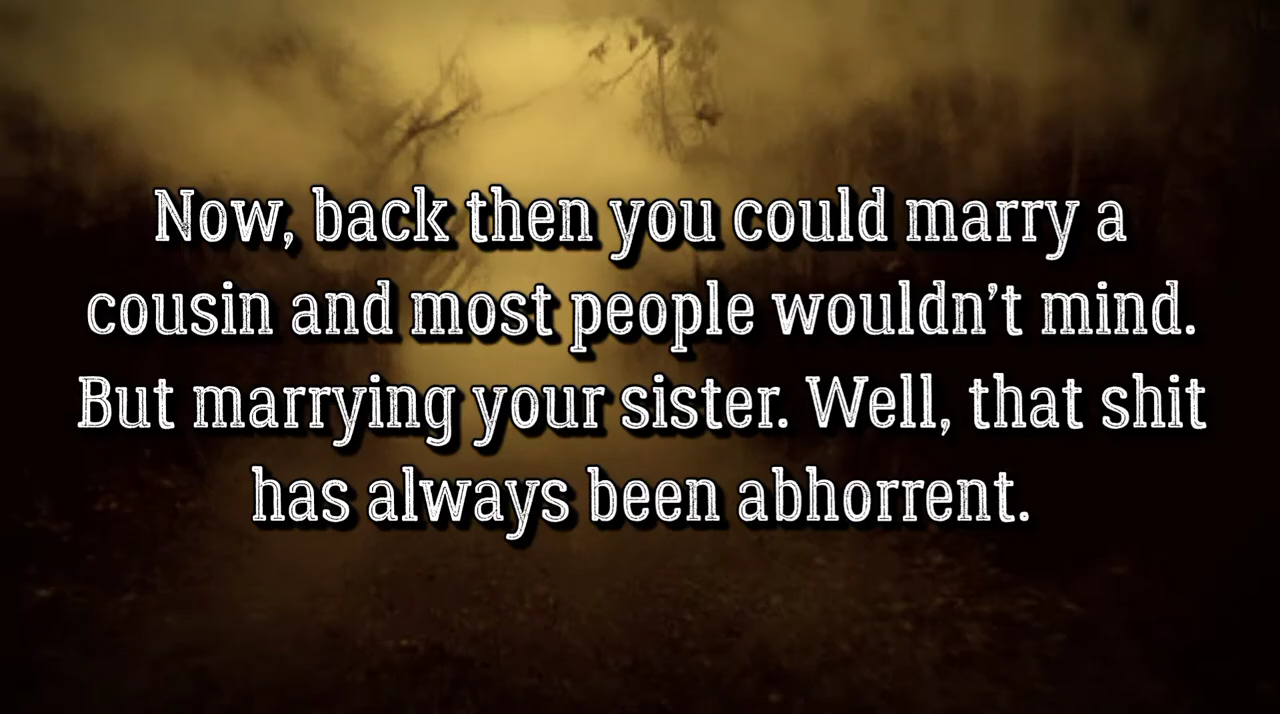 Now, back then you could marry a
cousin and most people wouldn’t mind.
But marrying your sister. Well, that shit
has always been abhorrent.